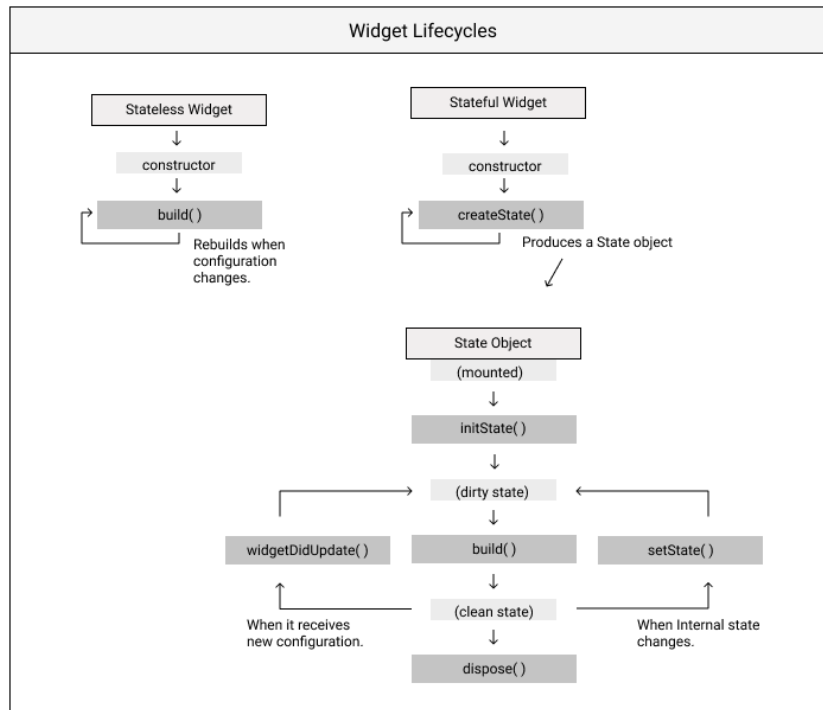 Widget Lifecycles
Stateless Widget
constructor
build( )
Rebuilds when
configuration
changes.
Stateful Widget
constructor
createState( )
Produces a State object
State Object
(mounted)
initState( )
(dirty state)
widgetDidUpdate( )
build( )
setState( )
(clean state)
When it receives
new configuration.
When Internal state
changes.
dispose( )